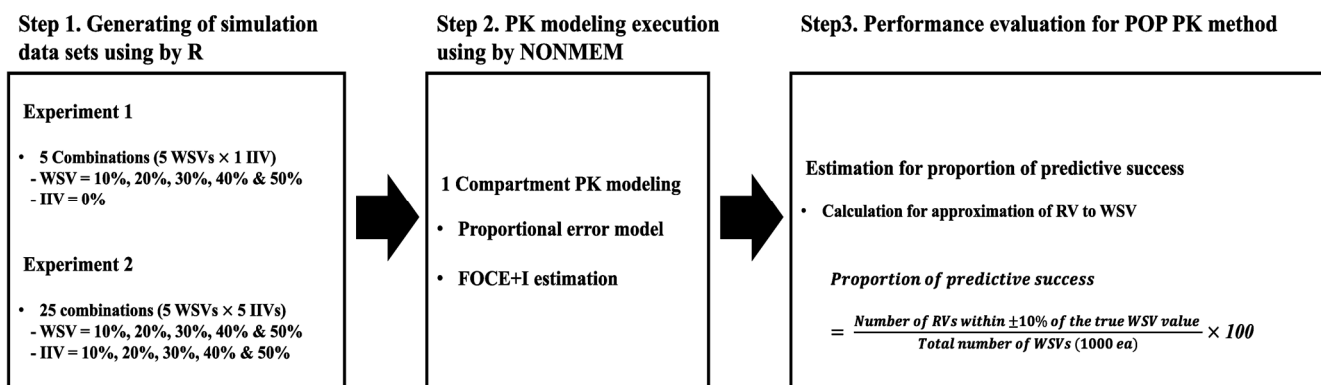 Step 1. Generating of simulation
data sets using by R
Experiment 1
• 5 Combinations (5 WSVs × 1 IIV)
- WSV = 10%, 20%, 30%, 40% & 50%
- IIV = 0%
Experiment 2
• 25 combinations (5 WSVs × 5 IIVs)
- WSV = 10%, 20%, 30%, 40% & 50%
- IIV = 10%, 20%, 30%, 40% & 50%
Step 2. PK modeling execution
using by NONMEM
1 Compartment PK modeling
• Proportional error model
• FOCE+I estimation
Step3. Performance evaluation for POP PK method
Estimation for proportion of predictive success
• Calculation for approximation of RV to WSV
Proportion of predictive success
= Number of RVs within ±10% of the true WSV value / Total number of WSVs (1000 ea) × 100